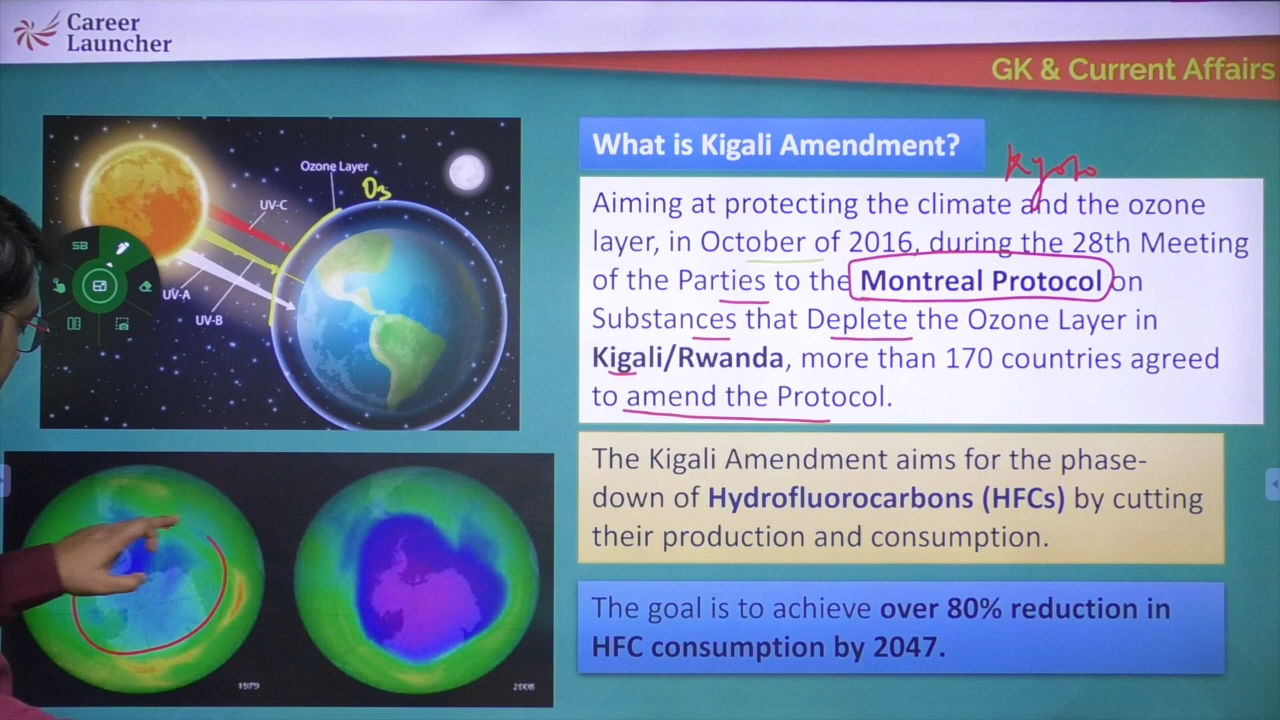 Career
Launcher
GK & Current Affairs
Ozone Layer
O3
UV-C
SB
UV-A
UV-B
What is Kigali Amendment?
Kyoto
Aiming at protecting the climate and the ozone
layer, in October of 2016, during the 28th Meeting
of the Parties to the Montreal Protocol on
Substances that Deplete the Ozone Layer in
Kigali/Rwanda, more than 170 countries agreed
to amend the Protocol.
The Kigali Amendment aims for the phase-
down of Hydrofluorocarbons (HFCs) by cutting
their production and consumption.
The goal is to achieve over 80% reduction in
HFC consumption by 2047.
1979
2008